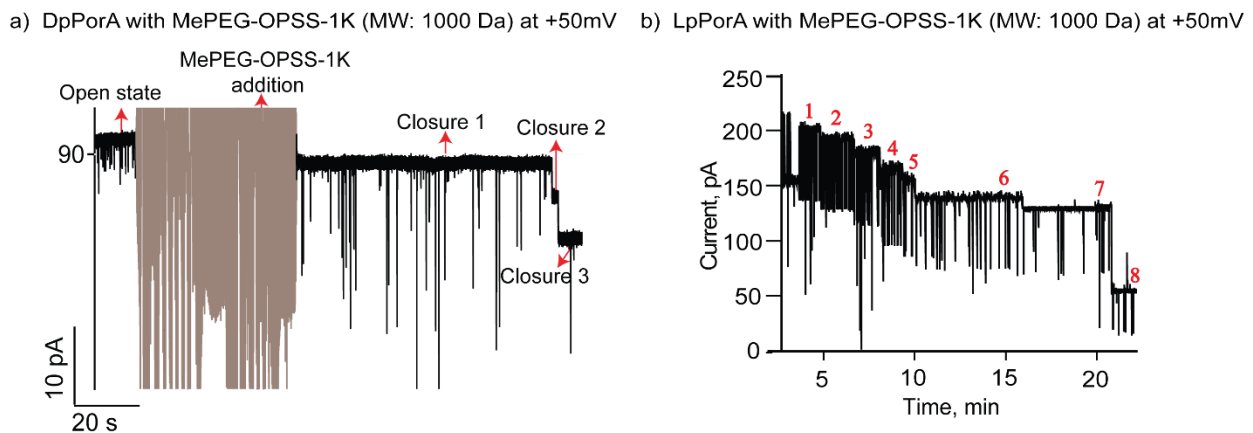 a) DpPorA with MePEG-OPSS-1K (MW: 1000 Da) at +50mV
MePEG-OPSS-1K
addition
Open state
Closure 1
Closure 2
90
Closure 3
10 pA
20 s
b) LpPorA with MePEG-OPSS-1K (MW: 1000 Da) at +50mV
250
200
150
100
50
0
Current, pA
1
2
3
4
5
6
7
8
5
10
15
20
Time, min